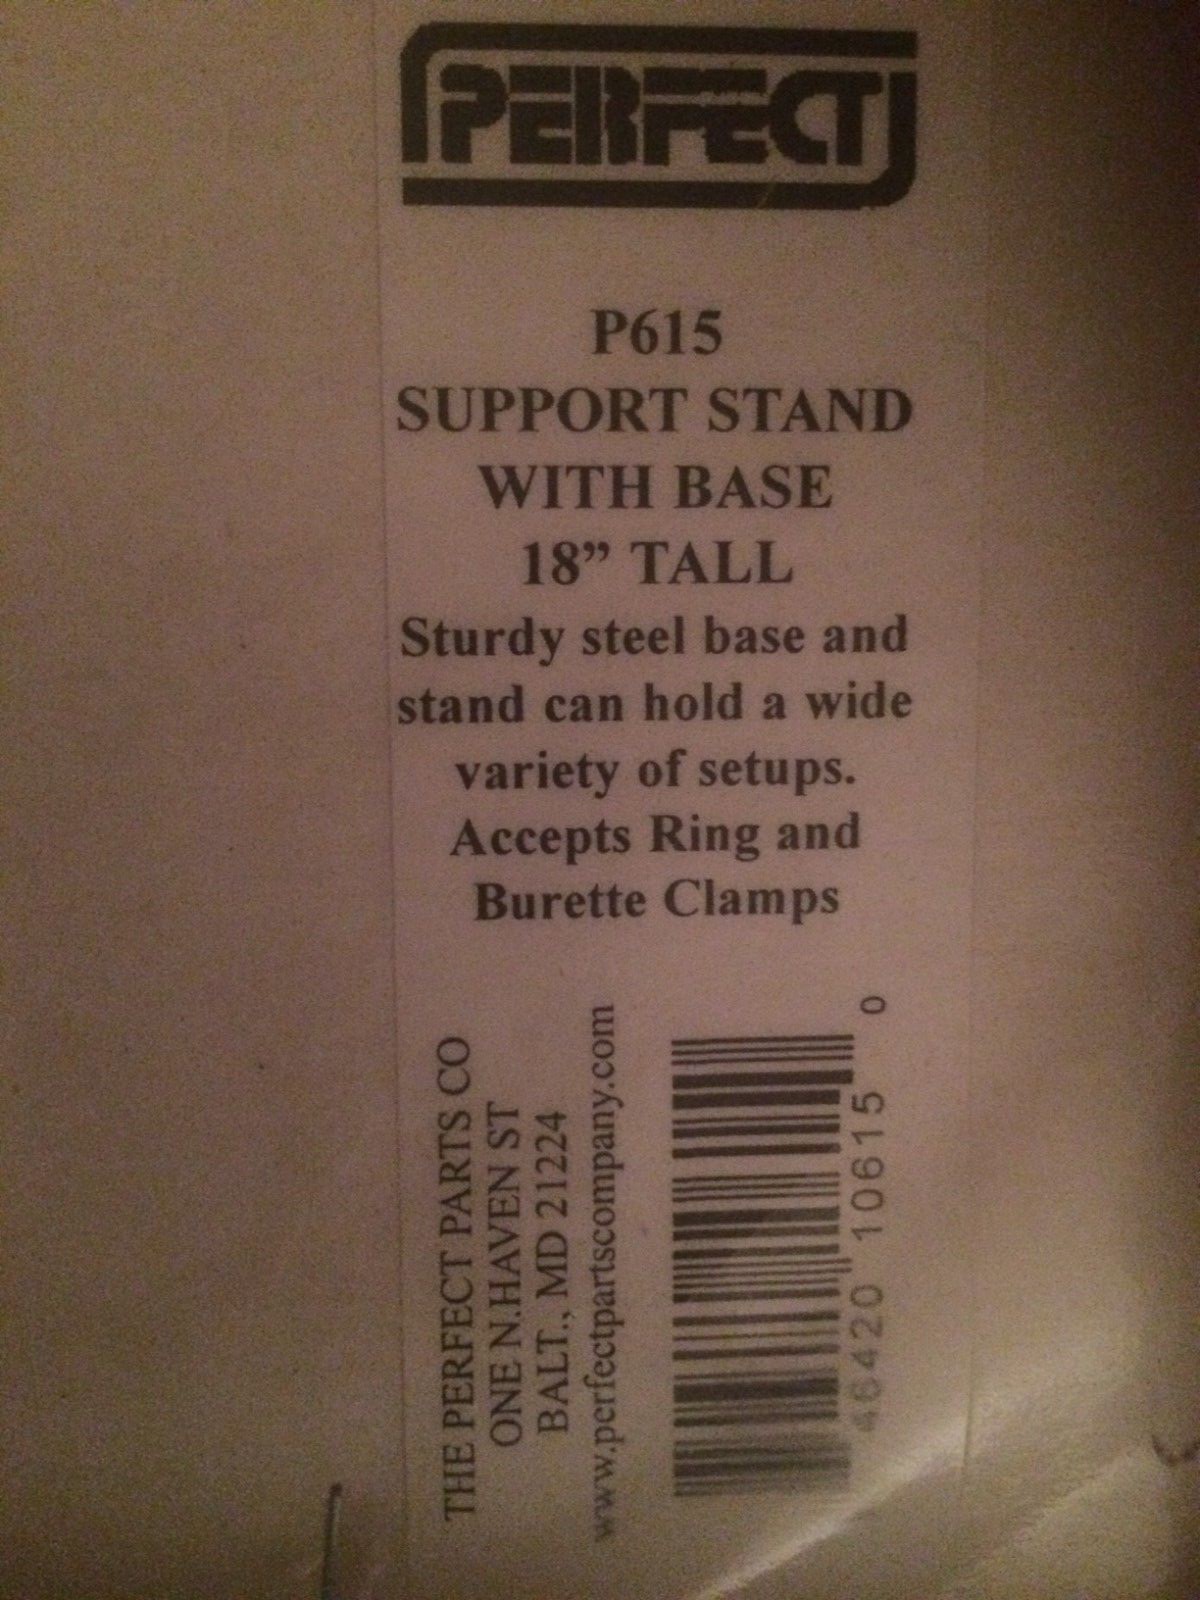 PERFECT
P615
SUPPORT STAND
WITH BASE
18” TALL
Sturdy steel base and
stand can hold a wide
variety of setups.
Accepts Ring and
Burette Clamps
THE PERFECT PARTS CO
ONE N.HAVEN ST
BALT., MD 21224
www.perfectpartscompany.com
46420 10615 0